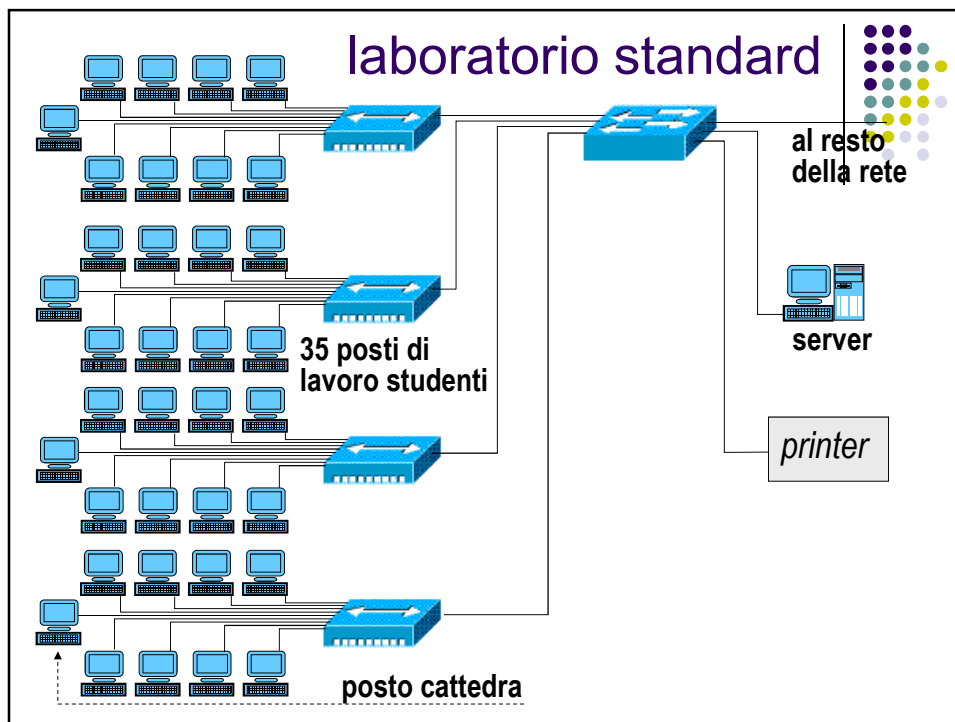 laboratorio standard
al resto
della rete
server
35 posti di
lavoro studenti
printer
posto cattedra